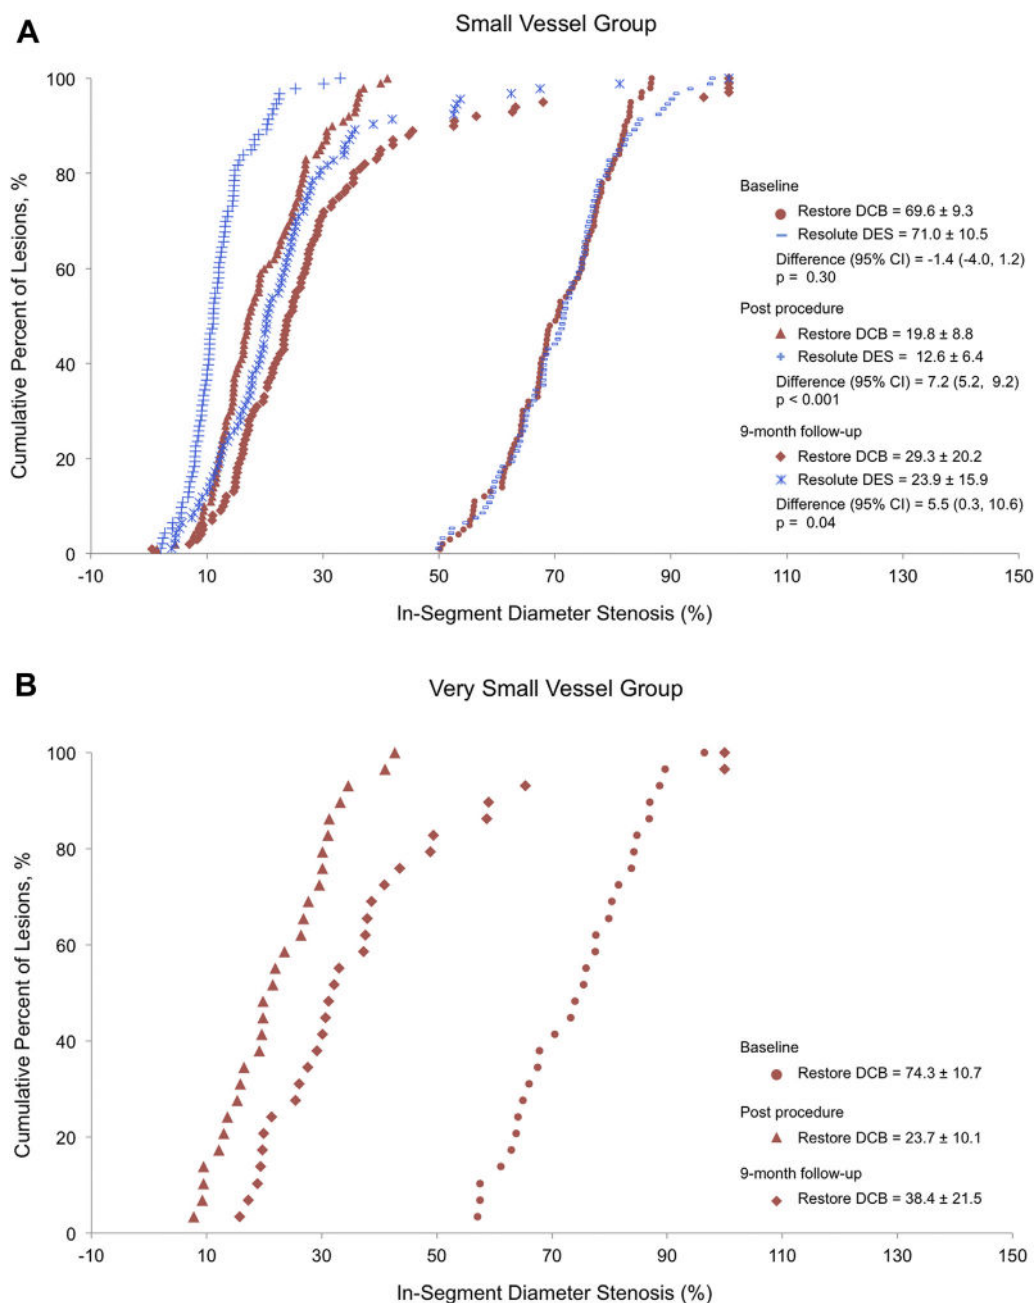 A
Small Vessel Group
Cumulative Percent of Lesions, %
100
80
60
40
20
0
-10 10 30 50 70 90 110 130 150
In-Segment Diameter Stenosis (%)
Baseline
Restore DCB = 69.6 ± 9.3
Resolute DES = 71.0 ± 10.5
Difference (95% CI) = -1.4 (-4.0, 1.2)
p = 0.30
Post procedure
Restore DCB = 19.8 ± 8.8
Resolute DES = 12.6 ± 6.4
Difference (95% CI) = 7.2 (5.2, 9.2)
p < 0.001
9-month follow-up
Restore DCB = 29.3 ± 20.2
Resolute DES = 23.9 ± 15.9
Difference (95% CI) = 5.5 (0.3, 10.6)
p = 0.04
B
Very Small Vessel Group
Cumulative Percent of Lesions, %
100
80
60
40
20
0
-10 10 30 50 70 90 110 130 150
In-Segment Diameter Stenosis (%)
Baseline
Restore DCB = 74.3 ± 10.7
Post procedure
Restore DCB = 23.7 ± 10.1
9-month follow-up
Restore DCB = 38.4 ± 21.5